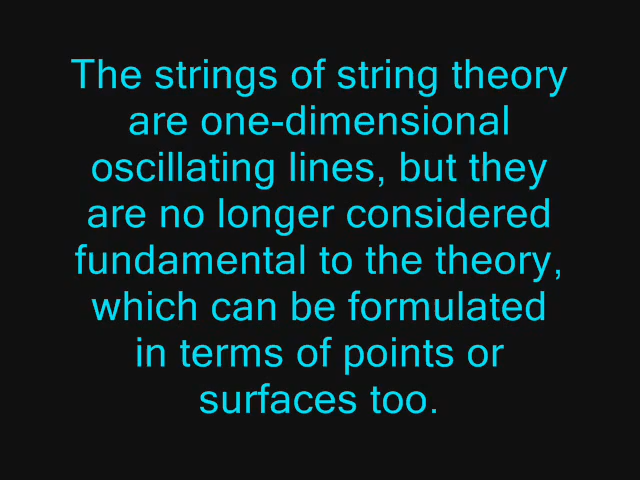 The strings of string theory
are one-dimensional
oscillating lines, but they
are no longer considered
fundamental to the theory,
which can be formulated
in terms of points or
surfaces too.